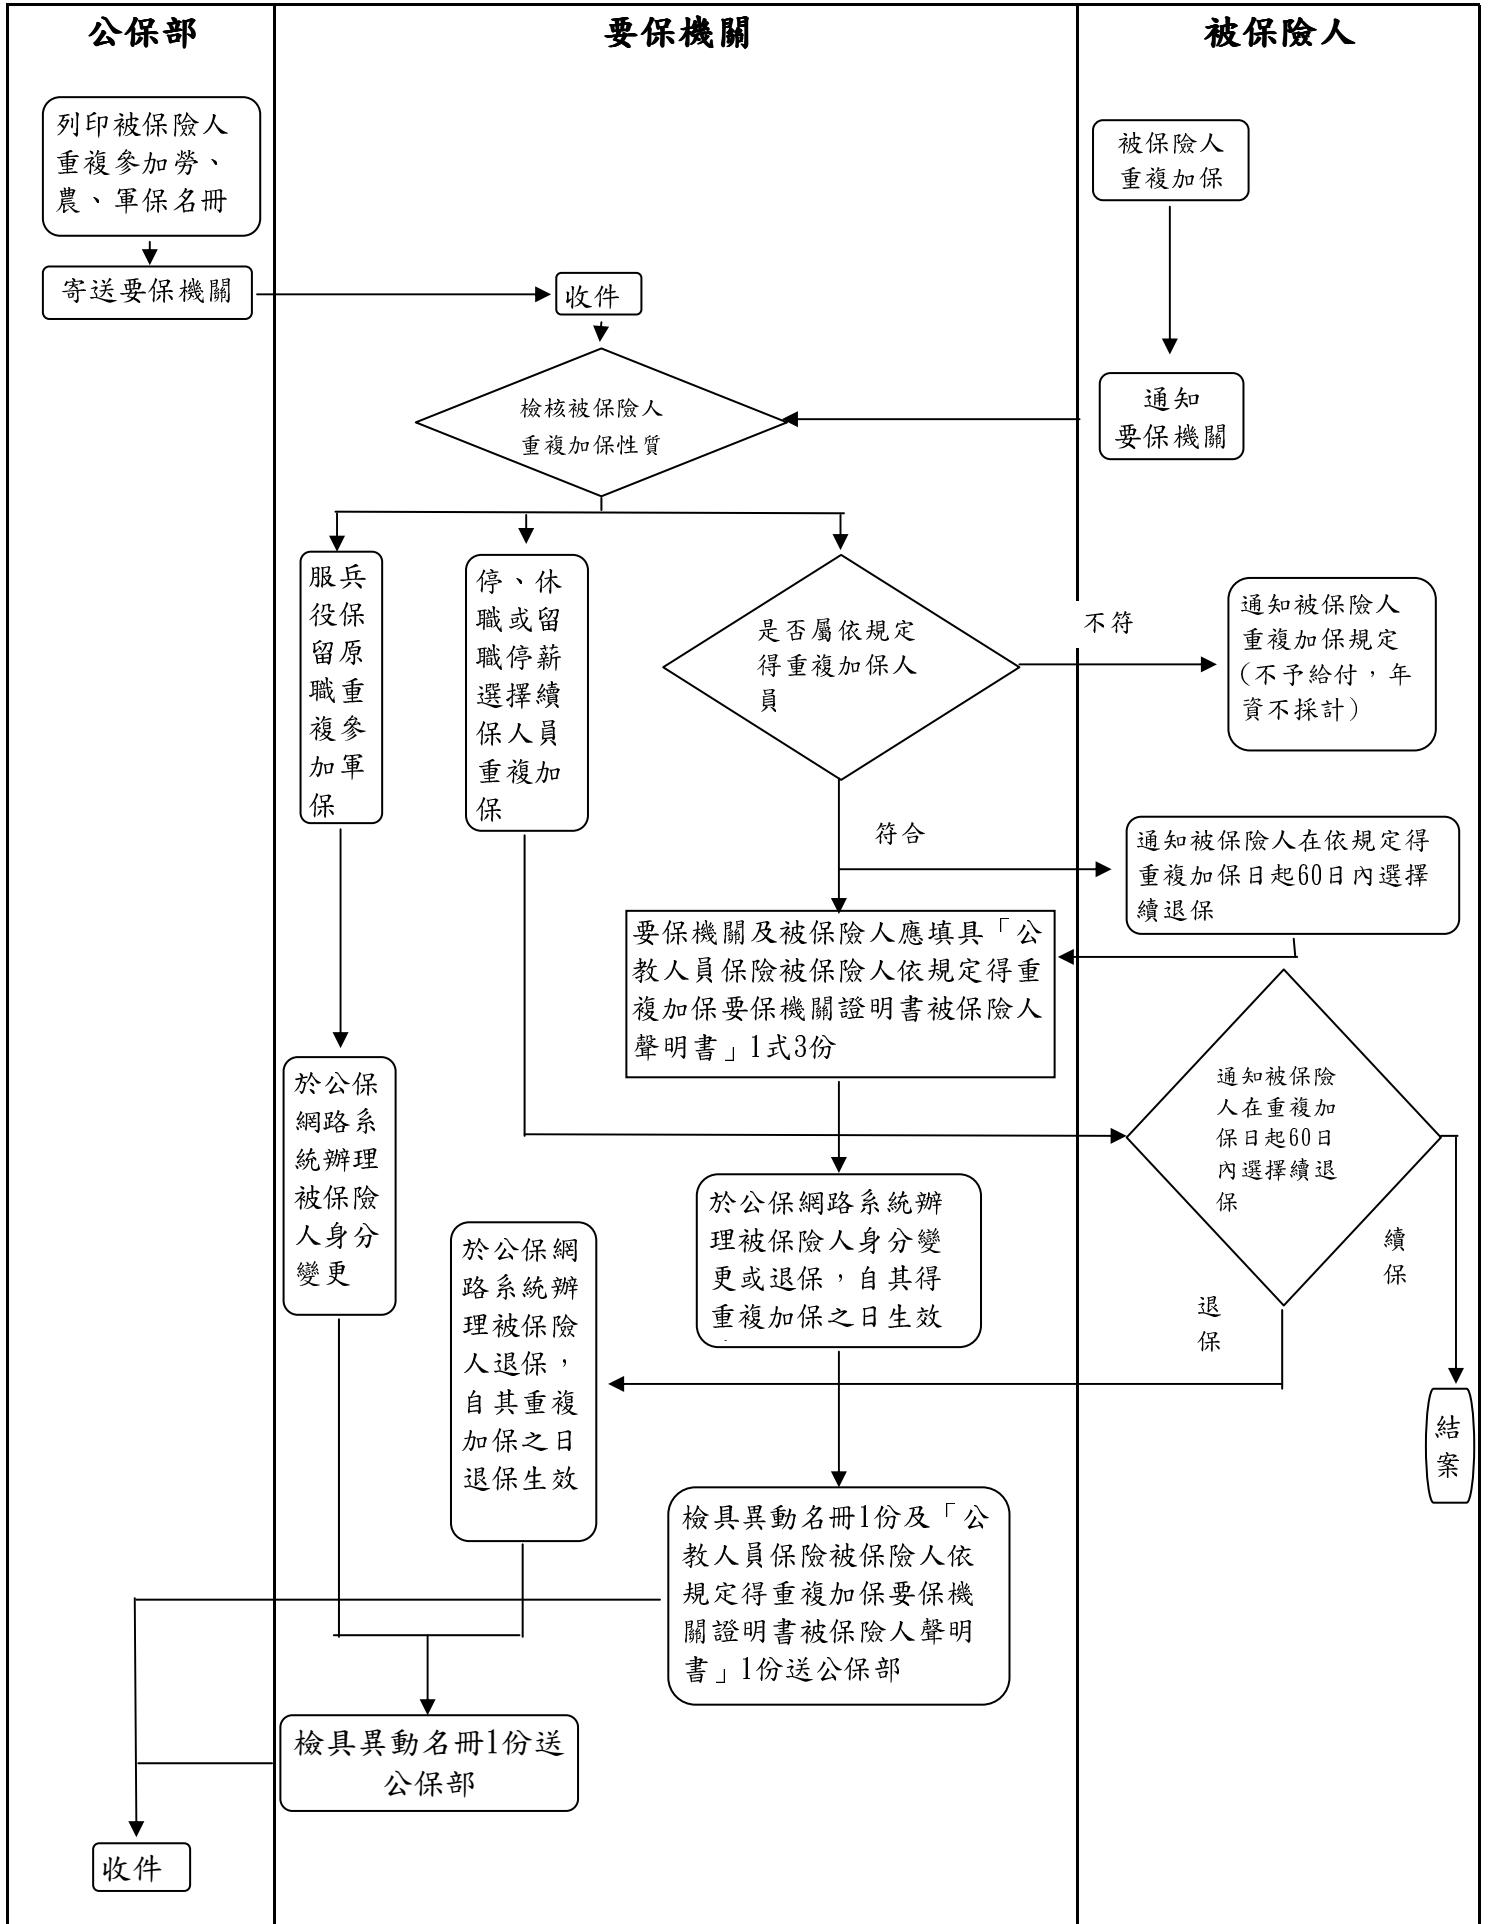 公保部
要保機關
被保險人
列印被保險人
重複參加勞、
農、軍保名冊
被保險人
重複加保
寄送要保機關
收件
檢核被保險人
重複加保性質
通知
要保機關
服兵
役保
留原
職重
複參
加軍
保
停、休
職或留
職停薪
選擇續
保人員
重複加
保
是否屬依規定
得重複加保人
員
不符
通知被保險人
重複加保規定
(不予給付，年
資不採計)
符合
通知被保險人在依規定得
重複加保日起60日內選擇
續退保
要保機關及被保險人應填具「公
教人員保險被保險人依規定得重
複加保要保機關證明書被保險人
聲明書」1式3份
於公保
網路系
統辦理
被保險
人身分
變更
通知被保險
人在重複加
保日起60日
內選擇續退
保
於公保網路系統辦
理被保險人身分變
更或退保，自其得
重複加保之日生效
於公保網
路系統辦
理被保險
人退保，
自其重複
加保之日
退保生效
續
保
退
保
結
案
檢具異動名冊1份及「公
教人員保險被保險人依
規定得重複加保要保機
關證明書被保險人聲明
書」1份送公保部
檢具異動名冊1份送
公保部
收件